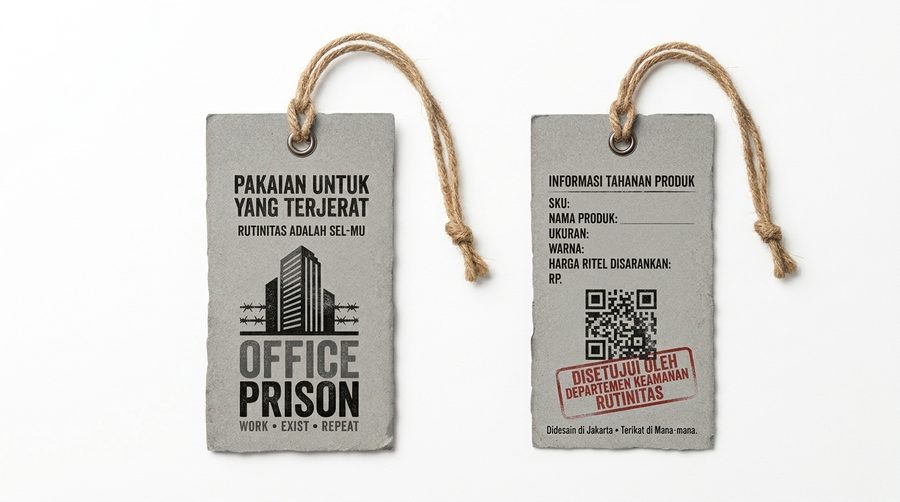 PAKAIAN UNTUK
YANG TERJERAT
RUTINITAS ADALAH SEL-MU
OFFICE
PRISON
WORK • EXIST • REPEAT
INFORMASI TAHANAN PRODUK
SKU:
NAMA PRODUK:
UKURAN:
WARNA:
HARGA RITEL DISARANKAN:
RP.
DISETUJUI OLEH
DEPARTEMEN KEAMANAN
RUTINITAS
Didesain di Jakarta • Terikat di Mana-mana.